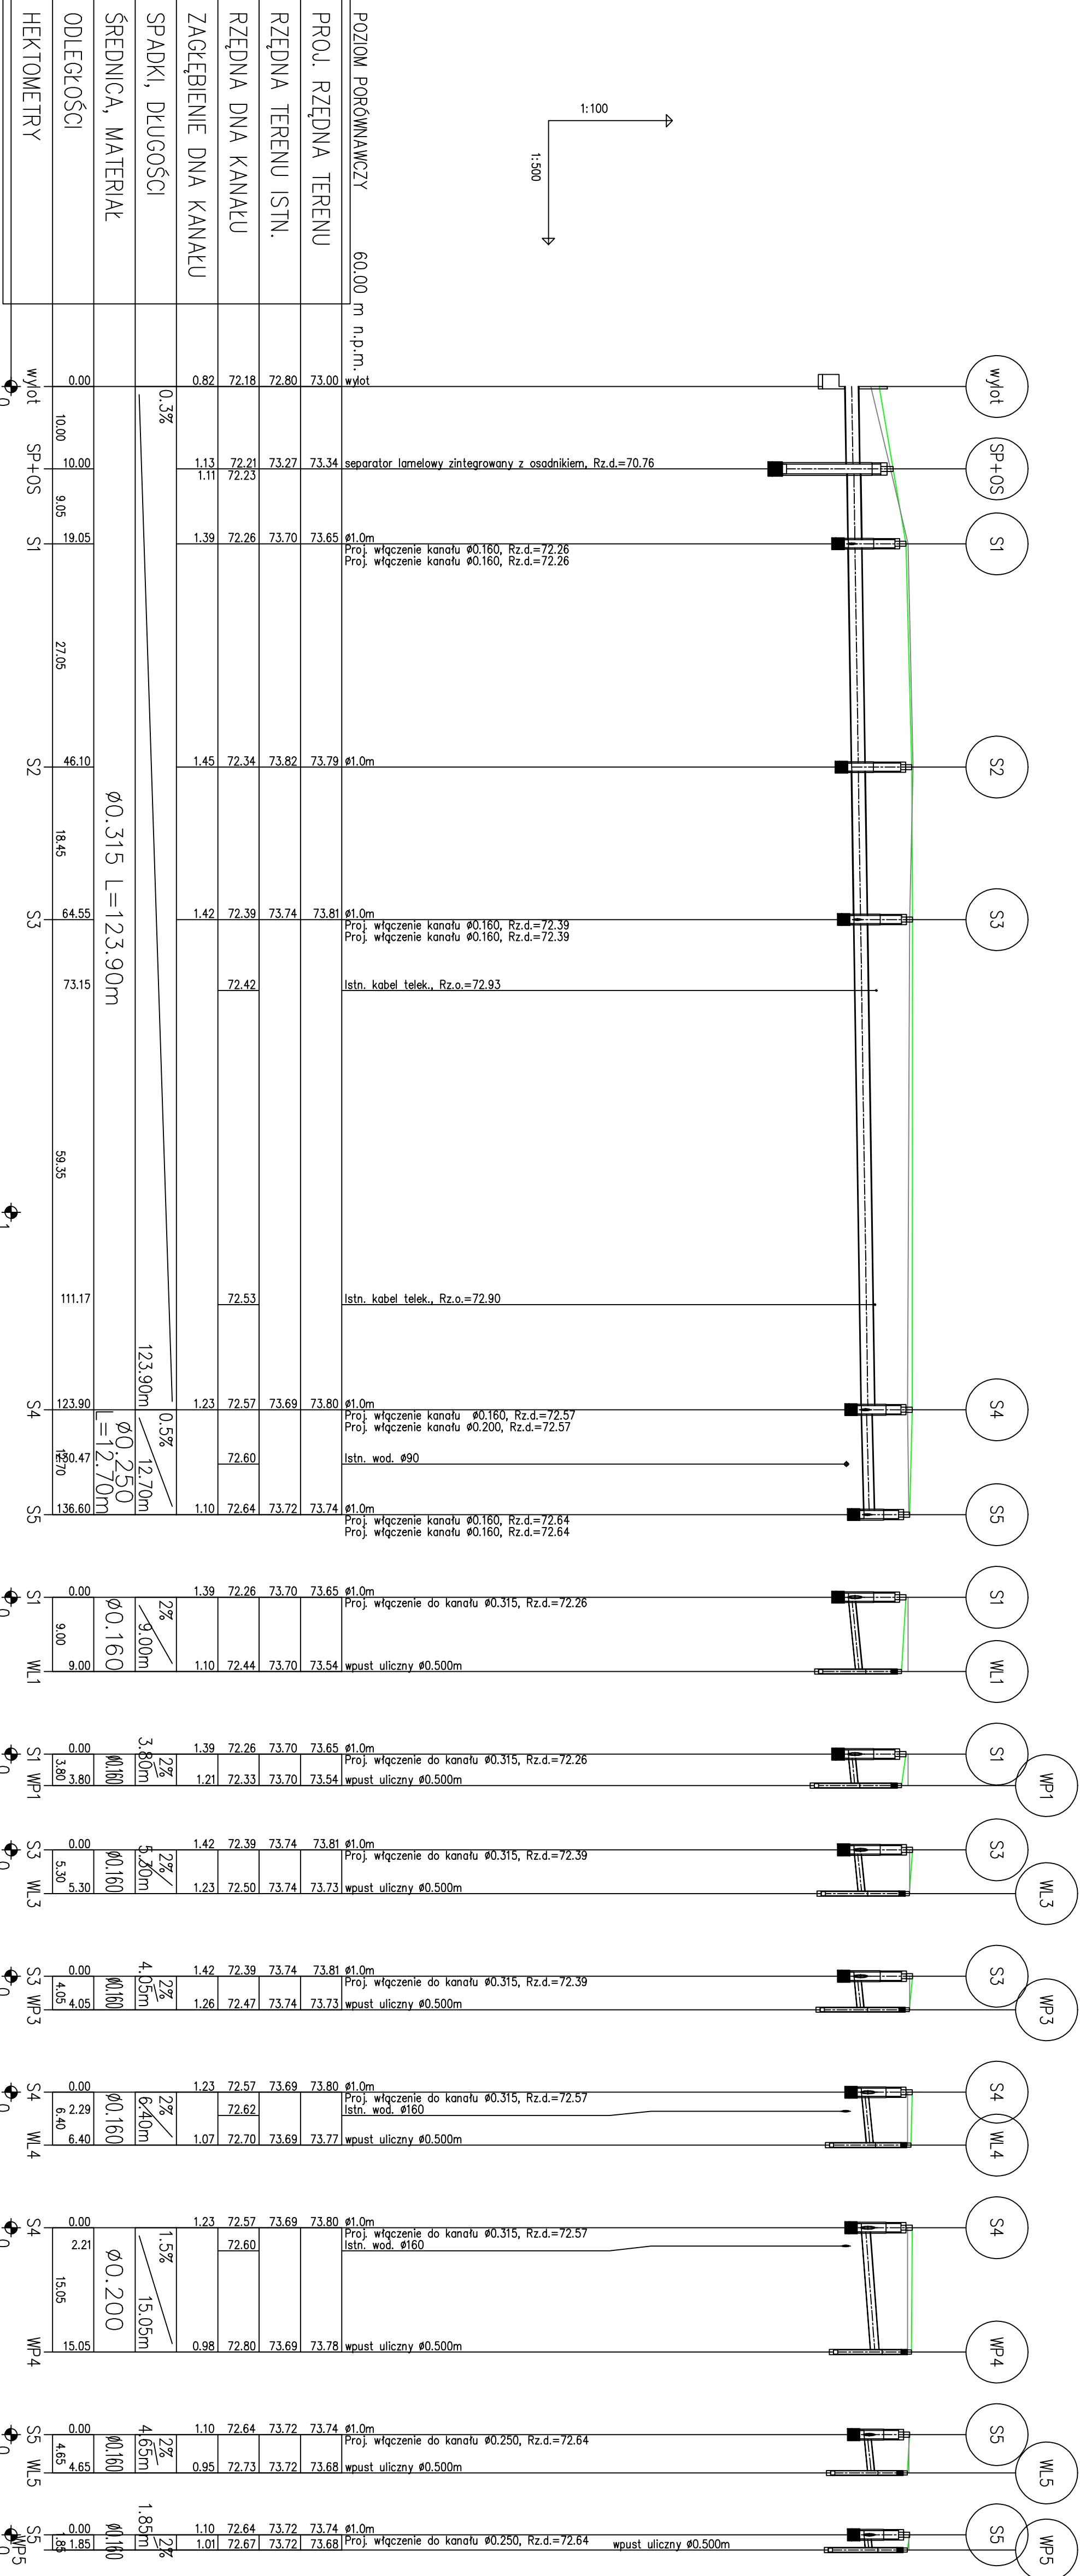 1:100
1:500
POZIOM PORÓWNAWCZY 60.00 m n.p.m.
PROJ. RZĘDNA TERENU
RZĘDNA TERENU ISTN.
RZĘDNA DNA KANAŁU
ZAGŁĘBIENIE DNA KANAŁU
SPADKI, DŁUGOŚCI
ŚREDNICA, MATERIAŁ
ODLEGŁOŚCI
HEKTOMETRY
wylot
73.00 wylot
72.80
72.18
0.82
0.00
wylot
0
10.00
SP+OS
73.34 separator lamelowy zintegrowany z osadnikiem, Rz.d.=70.76
73.27
72.21
72.23
1.13
1.11
10.00
SP+OS
9.05
S1
73.65 ø1.0m
Proj. włączenie kanału ø0.160, Rz.d.=72.26
Proj. włączenie kanału ø0.160, Rz.d.=72.26
73.70
72.26
1.39
19.05
S1
27.05
S2
73.79 ø1.0m
73.82
72.34
1.45
46.10
S2
18.45
S3
73.81 ø1.0m
Proj. włączenie kanału ø0.160, Rz.d.=72.39
Proj. włączenie kanału ø0.160, Rz.d.=72.39
73.74
72.39
1.42
64.55
S3
Istn. kabel telek., Rz.o.=72.93
72.42
73.15
59.35
1
Istn. kabel telek., Rz.o.=72.90
72.53
111.17
0.3%
123.90m
ø0.315 L=123.90m
S4
73.80 ø1.0m
Proj. włączenie kanału ø0.160, Rz.d.=72.57
Proj. włączenie kanału ø0.200, Rz.d.=72.57
73.69
72.57
1.23
123.90
S4
Istn. wod. ø90
72.60
130.47
12.70
0.5%
12.70m
ø0.250
L=12.70m
S5
73.74 ø1.0m
Proj. włączenie kanału ø0.160, Rz.d.=72.64
Proj. włączenie kanału ø0.160, Rz.d.=72.64
73.72
72.64
1.10
136.60
S5
S1
73.65 ø1.0m
Proj. włączenie do kanału ø0.315, Rz.d.=72.26
73.70
72.26
1.39
0.00
S1
0
2%
9.00m
ø0.160
9.00
WL1
73.54 wpust uliczny ø0.500m
73.70
72.44
1.10
9.00
WL1
S1
73.65 ø1.0m
Proj. włączenie do kanału ø0.315, Rz.d.=72.26
73.70
72.26
1.39
0.00
S1
0
2%
3.80m
ø0.160
3.80
WP1
73.54 wpust uliczny ø0.500m
73.70
72.33
1.21
3.80
WP1
S3
73.81 ø1.0m
Proj. włączenie do kanału ø0.315, Rz.d.=72.39
73.74
72.39
1.42
0.00
S3
0
2%
5.30m
ø0.160
5.30
WL3
73.73 wpust uliczny ø0.500m
73.74
72.50
1.23
5.30
WL3
S3
73.81 ø1.0m
Proj. włączenie do kanału ø0.315, Rz.d.=72.39
73.74
72.39
1.42
0.00
S3
0
2%
4.05m
ø0.160
4.05
WP3
73.73 wpust uliczny ø0.500m
73.74
72.47
1.26
4.05
WP3
S4
73.80 ø1.0m
Proj. włączenie do kanału ø0.315, Rz.d.=72.57
73.69
72.57
1.23
0.00
S4
0
Istn. wod. ø160
72.62
2.29
2%
6.40m
ø0.160
6.40
WL4
73.77 wpust uliczny ø0.500m
73.69
72.70
1.07
6.40
WL4
S4
73.80 ø1.0m
Proj. włączenie do kanału ø0.315, Rz.d.=72.57
73.69
72.57
1.23
0.00
S4
0
Istn. wod. ø160
72.60
2.21
1.5%
15.05m
ø0.200
15.05
WP4
73.78 wpust uliczny ø0.500m
73.69
72.80
0.98
15.05
WP4
S5
73.74 ø1.0m
Proj. włączenie do kanału ø0.250, Rz.d.=72.64
73.72
72.64
1.10
0.00
S5
0
2%
4.65m
ø0.160
4.65
WL5
73.68 wpust uliczny ø0.500m
73.72
72.73
0.95
4.65
WL5
S5
73.74 ø1.0m
Proj. włączenie do kanału ø0.250, Rz.d.=72.64
73.72
72.64
1.10
0.00
S5
0
2%
1.85m
ø0.160
1.85
WP5
73.68 wpust uliczny ø0.500m
73.72
72.67
1.01
1.85
WP5